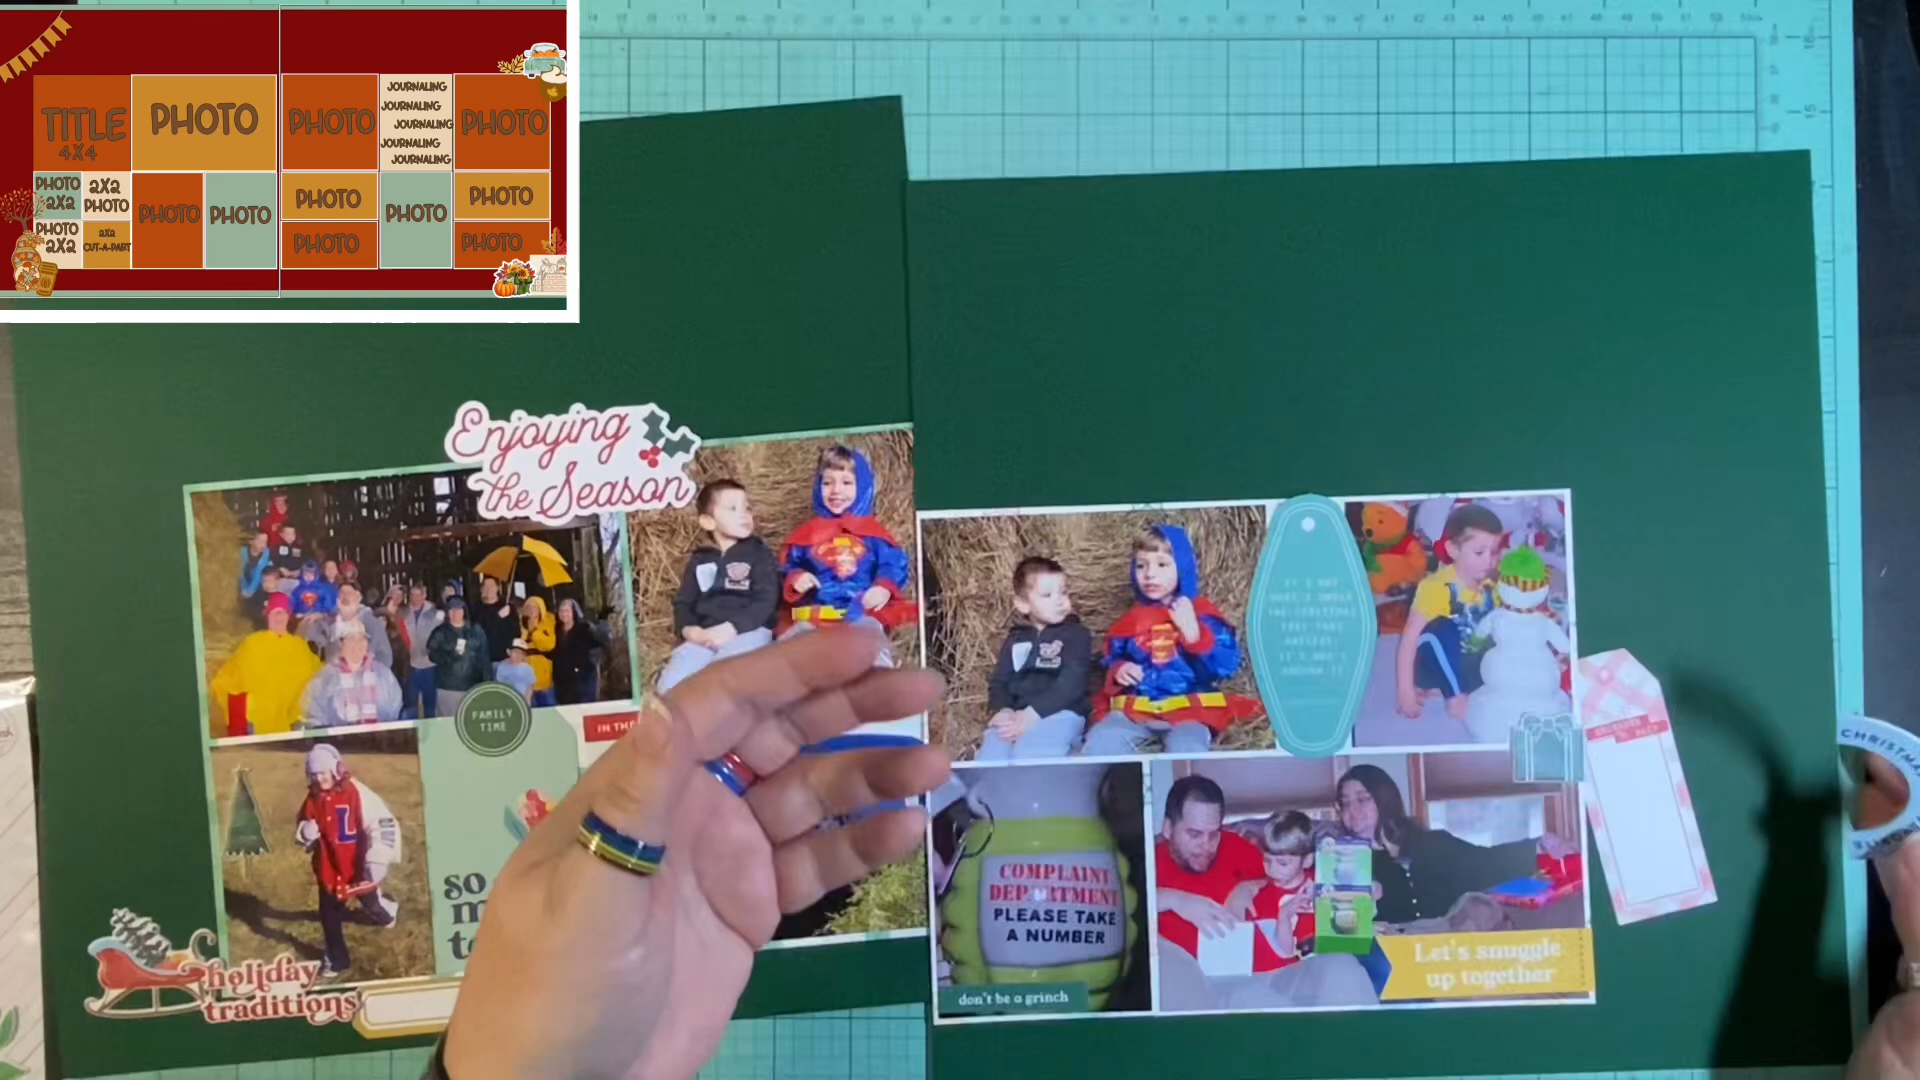 TITLE
4X4
PHOTO
PHOTO
JOURNALING
JOURNALING
JOURNALING
JOURNALING
JOURNALING
PHOTO
PHOTO
2X2
2X2
PHOTO
PHOTO
2X2
2X2
CUT-A-PART
PHOTO
PHOTO
PHOTO
PHOTO
PHOTO
PHOTO
PHOTO
Enjoying
the Season
FAMILY
TIME
IN THE
so
holiday
traditions
L
COMPLAINT
DEPARTMENT
PLEASE TAKE
A NUMBER
don't be a grinch
Let's snuggle
up together